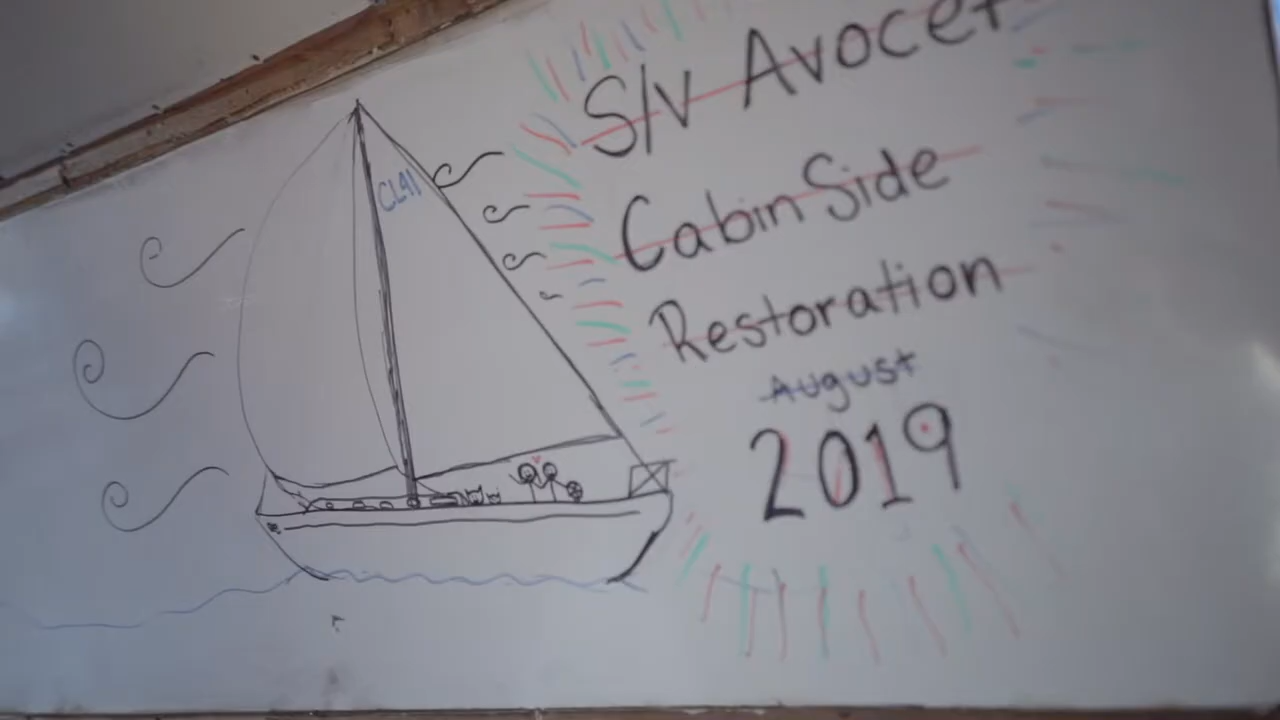 S/V Avocet
Cabin Side
Restoration
August
2019
CL41